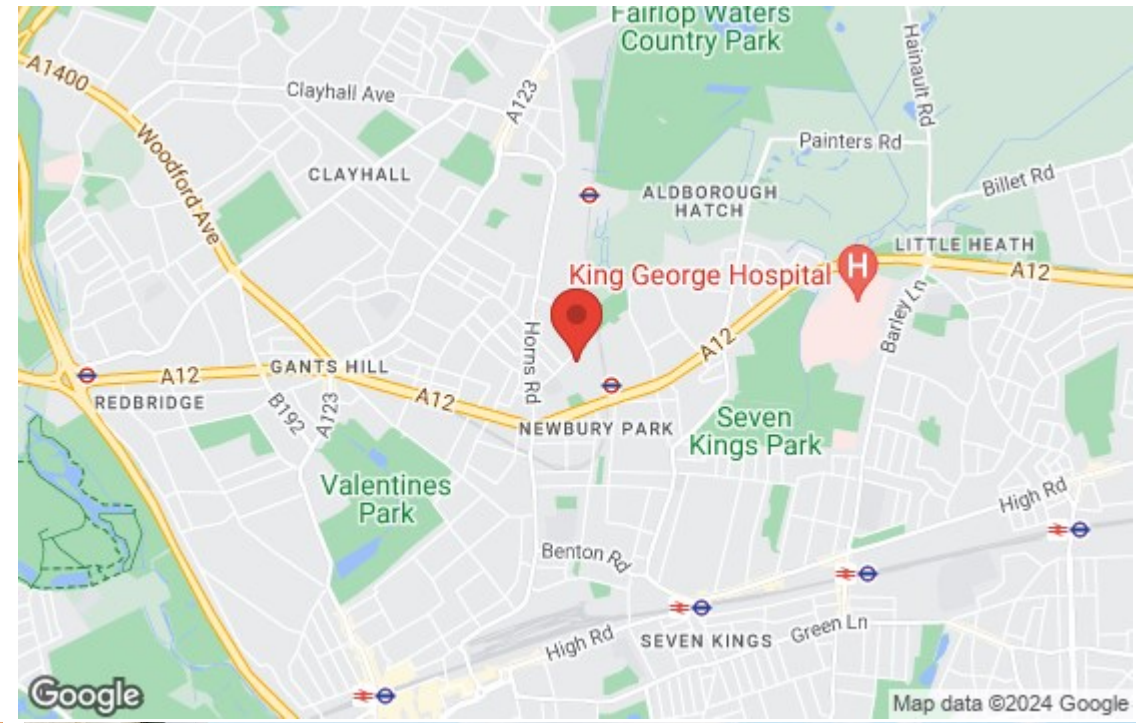 Fairlop Waters
Country Park
A1400
Clayhall Ave
A123
Hainault Rd
Painters Rd
Woodford Ave
CLAYHALL
ALDBOROUGH
HATCH
Billet Rd
LITTLE HEATH
King George Hospital
H
A12
Barley Ln
Horns Rd
A12
GANTS HILL
A12
REDBRIDGE
A12
B192
A123
NEWBURY PARK
Seven
Kings Park
Valentines
Park
High Rd
Benton Rd
High Rd
SEVEN KINGS
Green Ln
Google
Map data ©2024 Google